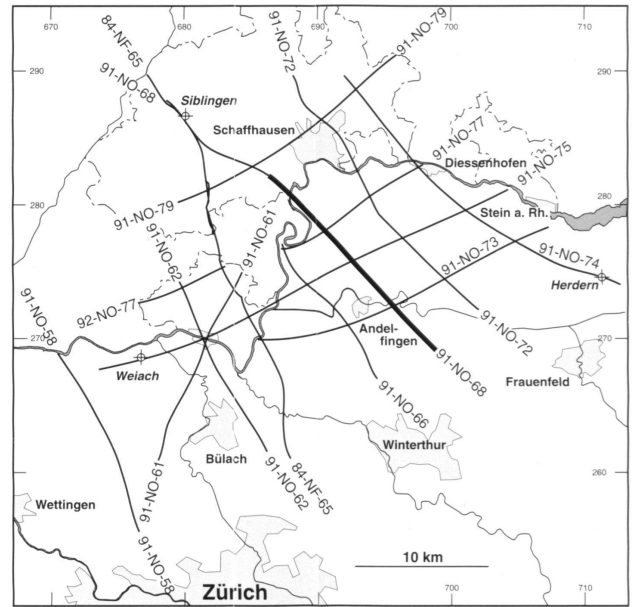 670
690
700
710
84-NF-65
91-NO-72
91-NO-79
290
290
91-NO-68
680
Siblingen
Schaffhausen
91-NO-77
Diessenhofen
91-NO-75
280
280
91-NO-79
Stein a. Rh.
91-NO-61
91-NO-62
91-NO-73
91-NO-74
Herdern
91-NO-58
92-NO-77
Andel-
fingen
91-NO-72
270
270
Weiach
91-NO-68
Frauenfeld
91-NO-66
Winterthur
Bülach
260
91-NO-61
91-NO-62
84-NF-65
Wettingen
91-NO-58
10 km
Zürich
700
710